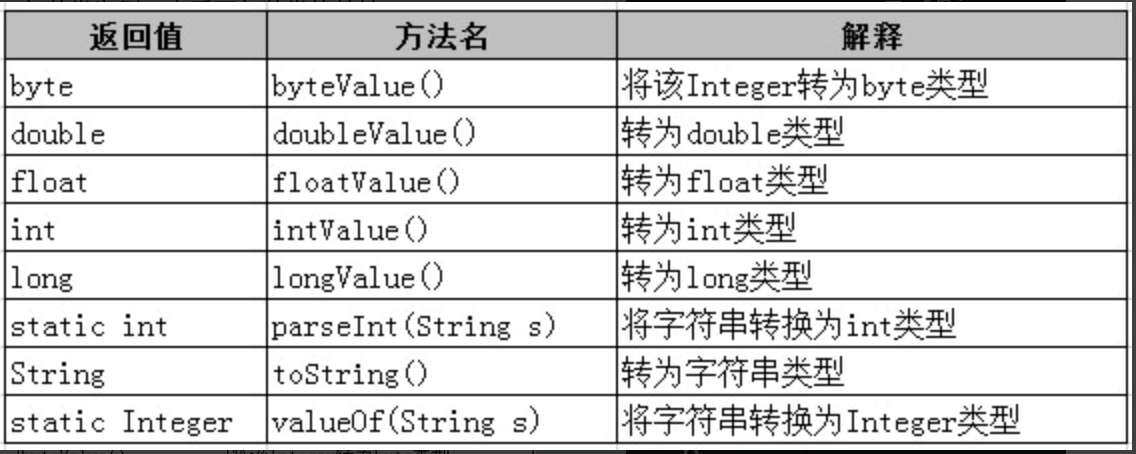 返回值 方法名 解释
byte byteValue() 将该Integer转为byte类型
double doubleValue() 转为double类型
float floatValue() 转为float类型
int intValue() 转为int类型
long longValue() 转为long类型
static int parseInt(String s) 将字符串转换为int类型
String toString() 转为字符串类型
static Integer valueOf(String s) 将字符串转换为Integer类型